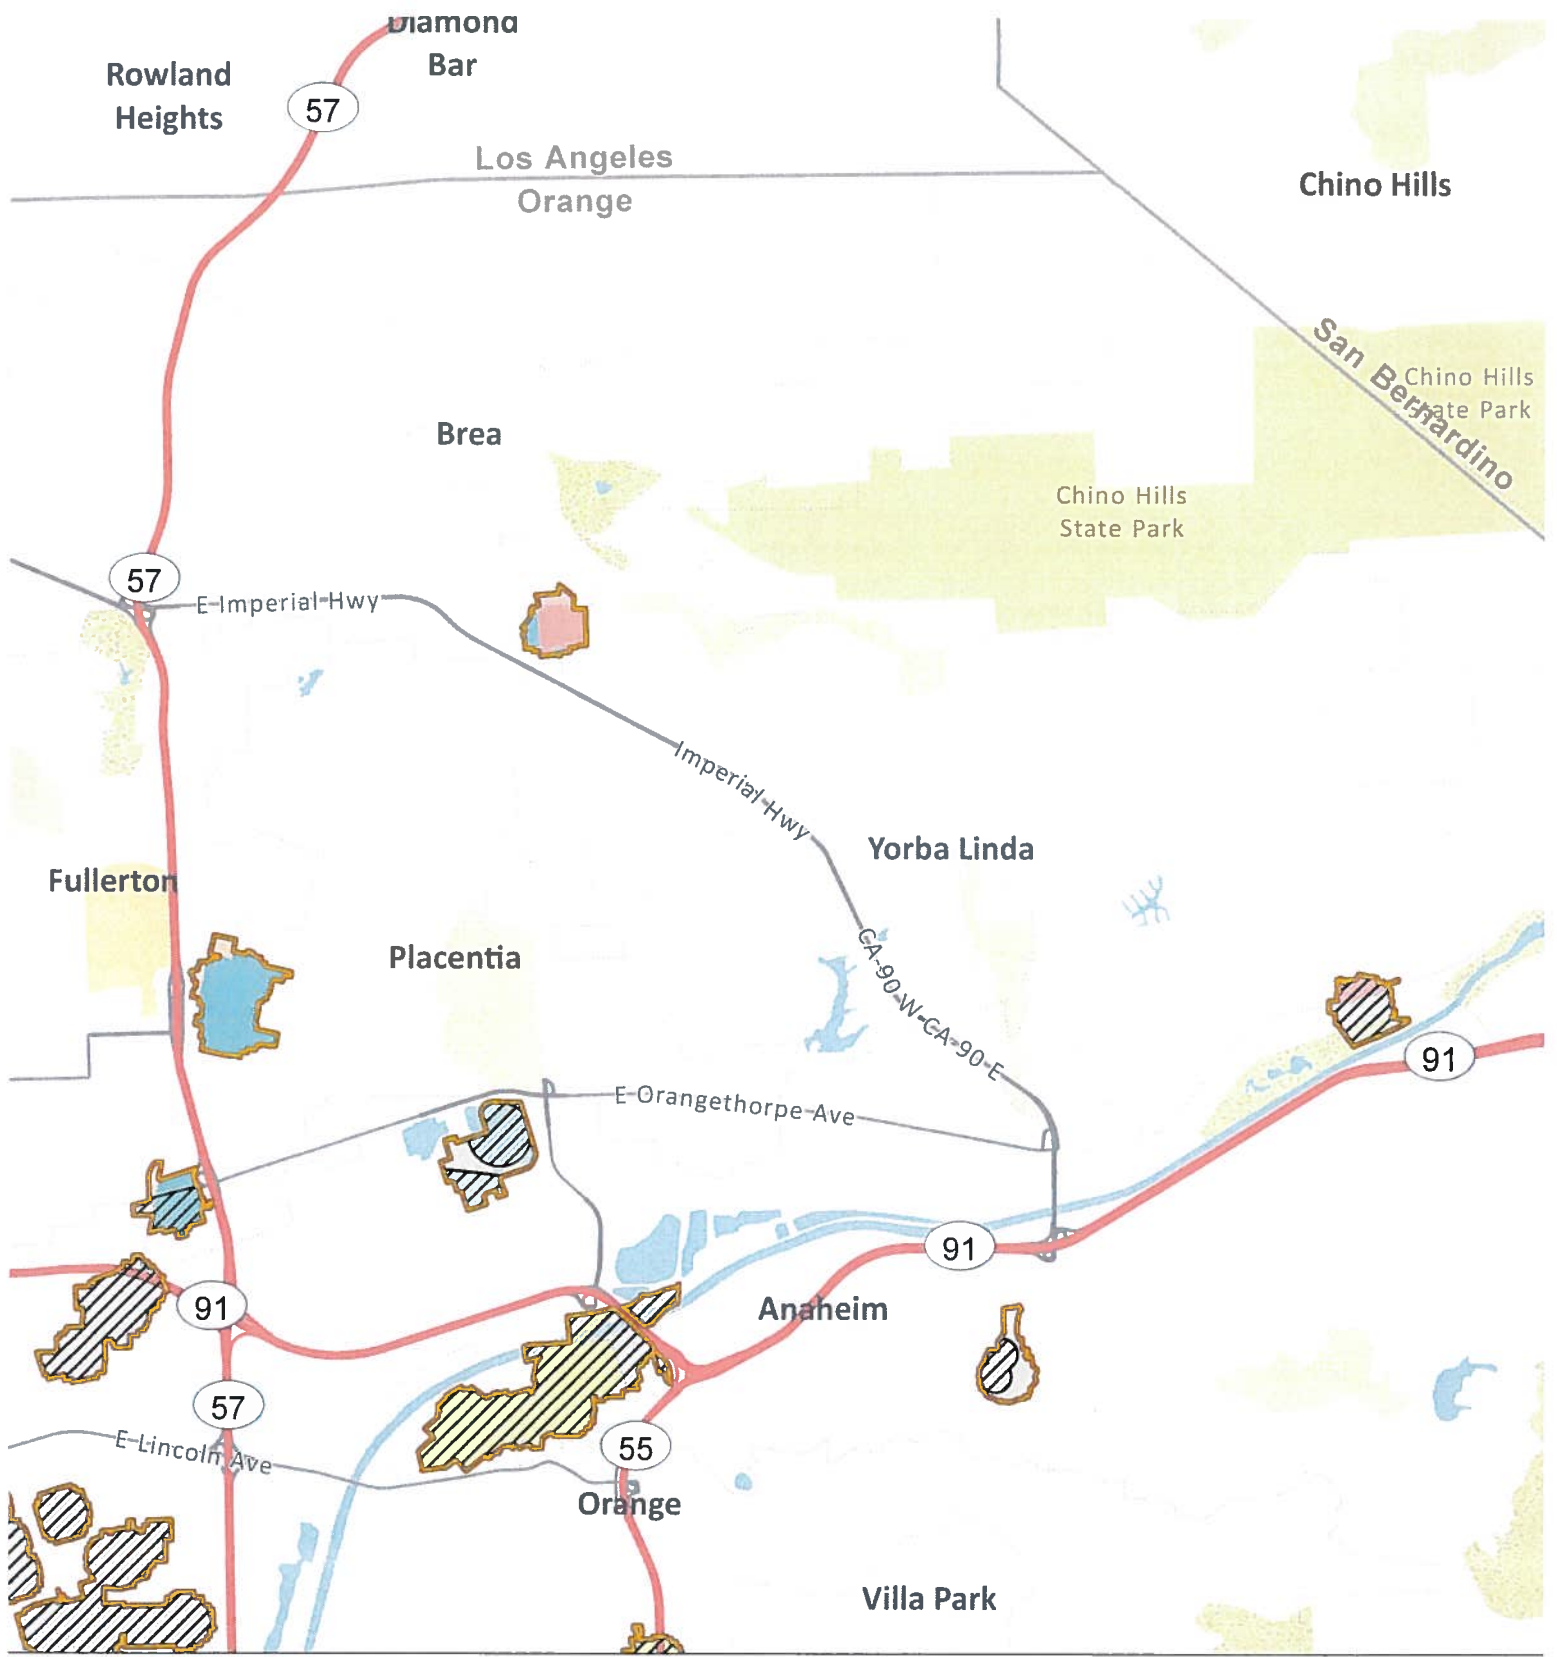 Diamond
Bar
Rowland
Heights
57
Los Angeles
Orange
Chino Hills
San Bernardino
Chino Hills
State Park
Brea
Chino Hills
State Park
57
E Imperial Hwy
Imperial Hwy
Yorba Linda
Fullerton
Placentia
CA-90 W-CA-90 E
91
E Orangethorpe Ave
91
91
Anaheim
57
E Lincoln Ave
55
Orange
Villa Park